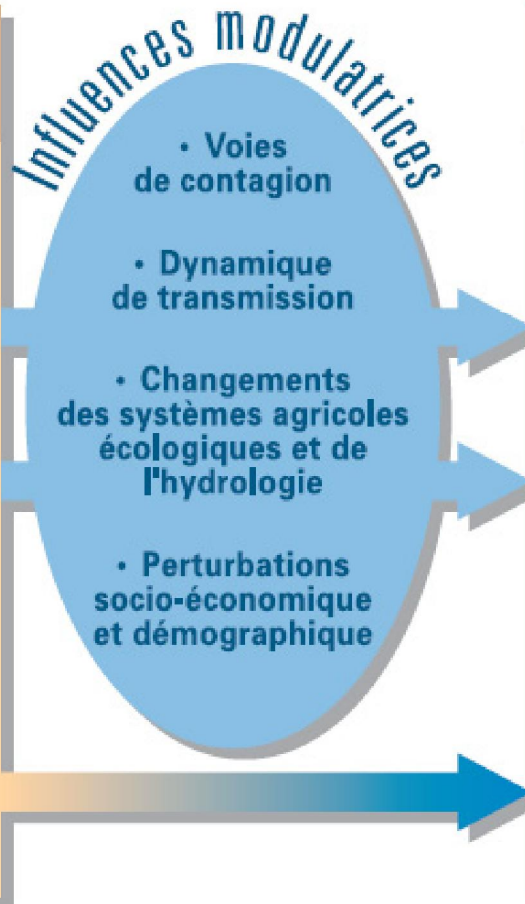 Influences modulatrices
• Voies
de contagion
• Dynamique
de transmission
• Changements
des systèmes agricoles
écologiques et de
l'hydrologie
• Perturbations
socio-économique
et démographique